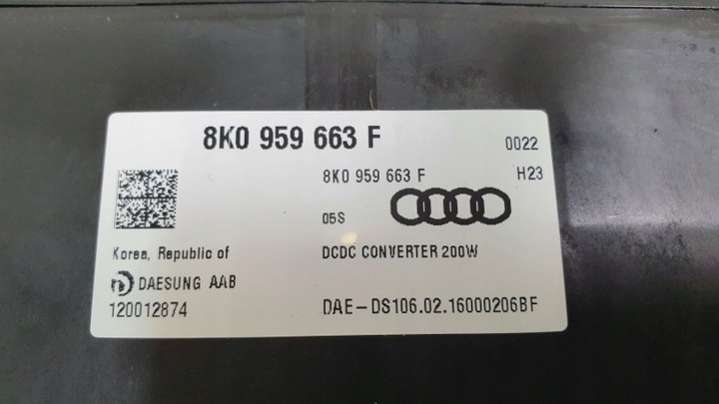 8K0 959 663 F
0022
8K0 959 663 F
H23
05S
Korea, Republic of
DCDC CONVERTER 200W
DAESUNG AAB
120012874
DAE-DS106.02.16000206BF